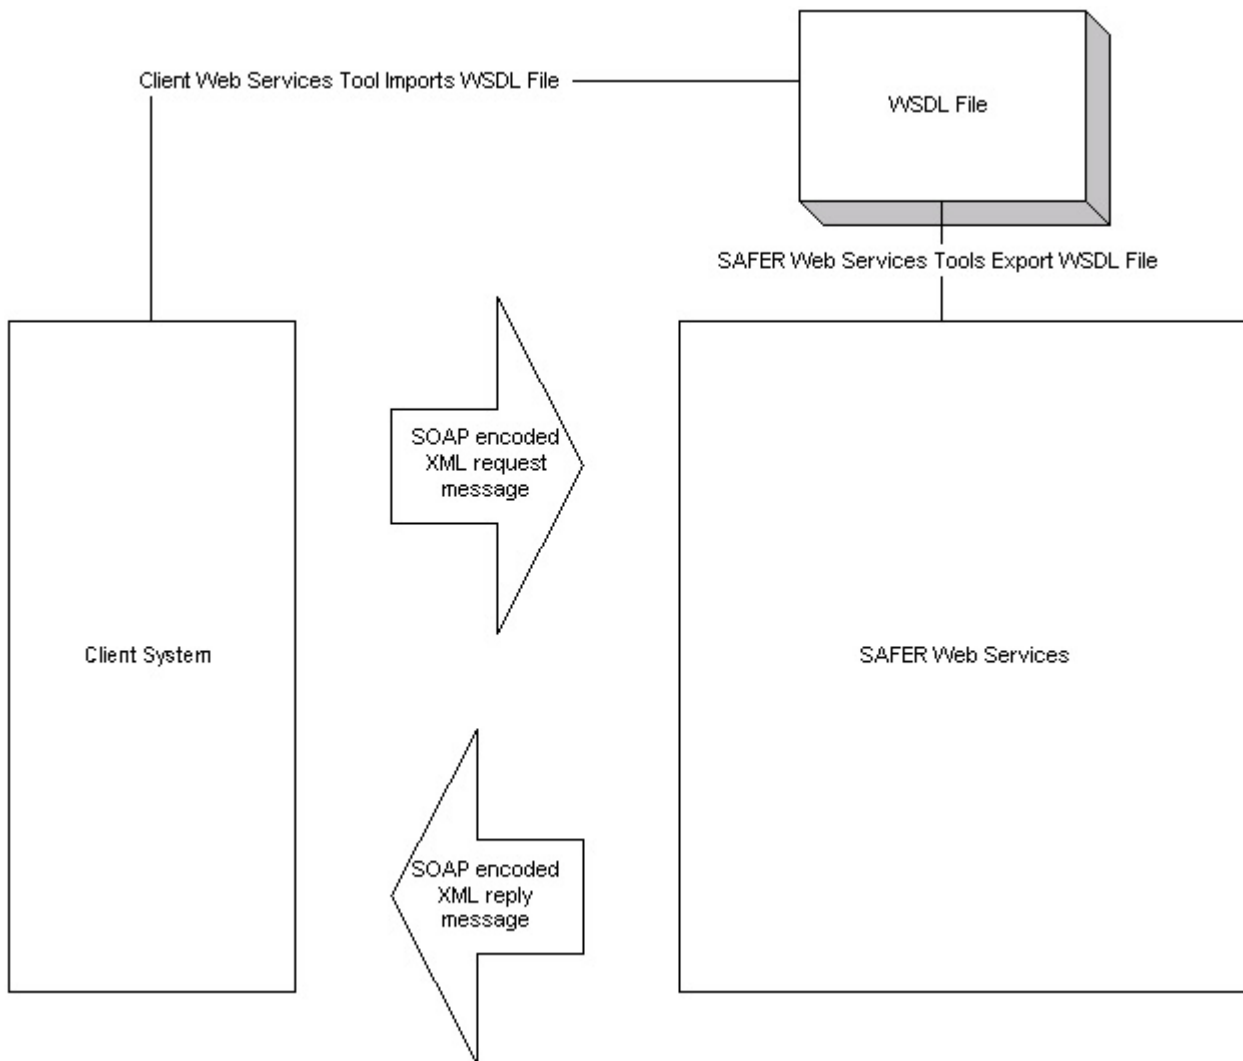 Client Web Services Tool Imports WSDL File
WSDL File
SAFER Web Services Tools Export WSDL File
SOAP encoded
XML request
message
Client System
SAFER Web Services
SOAP encoded
XML reply
message